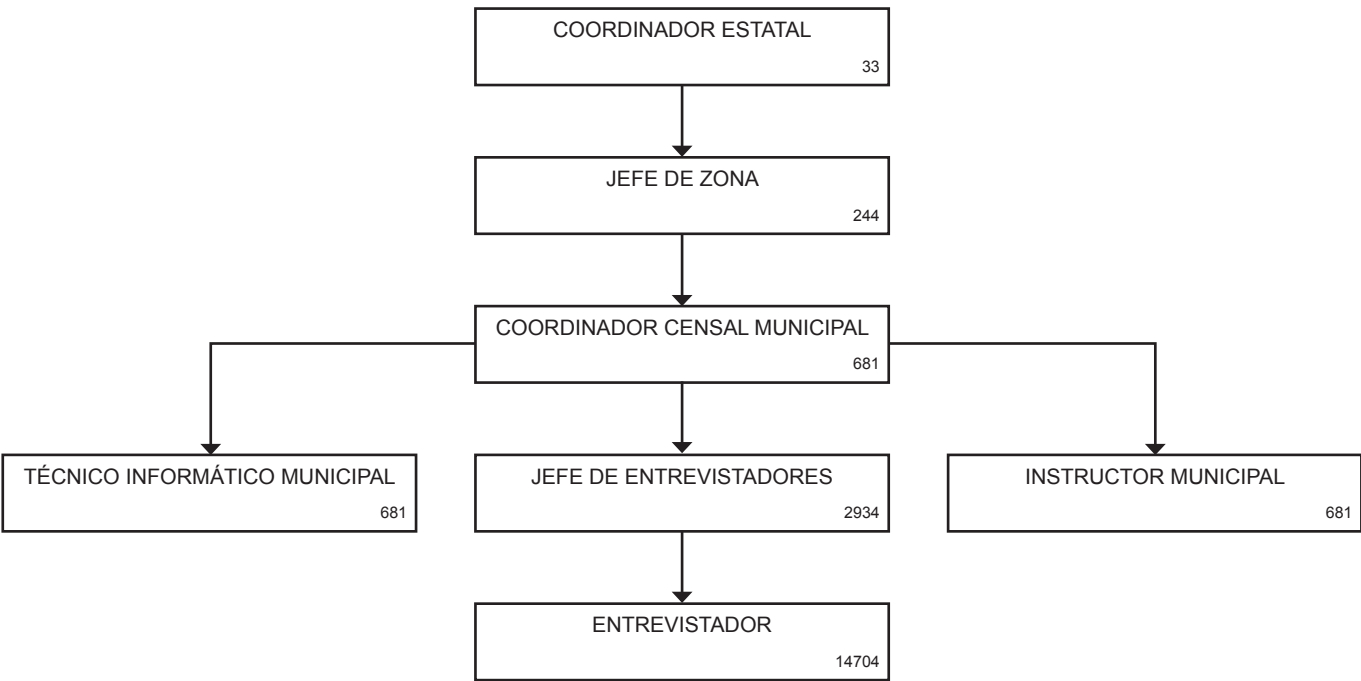 COORDINADOR ESTATAL
33
JEFE DE ZONA
244
COORDINADOR CENSAL MUNICIPAL
681
TÉCNICO INFORMÁTICO MUNICIPAL
681
JEFE DE ENTREVISTADORES
2934
INSTRUCTOR MUNICIPAL
681
ENTREVISTADOR
14704